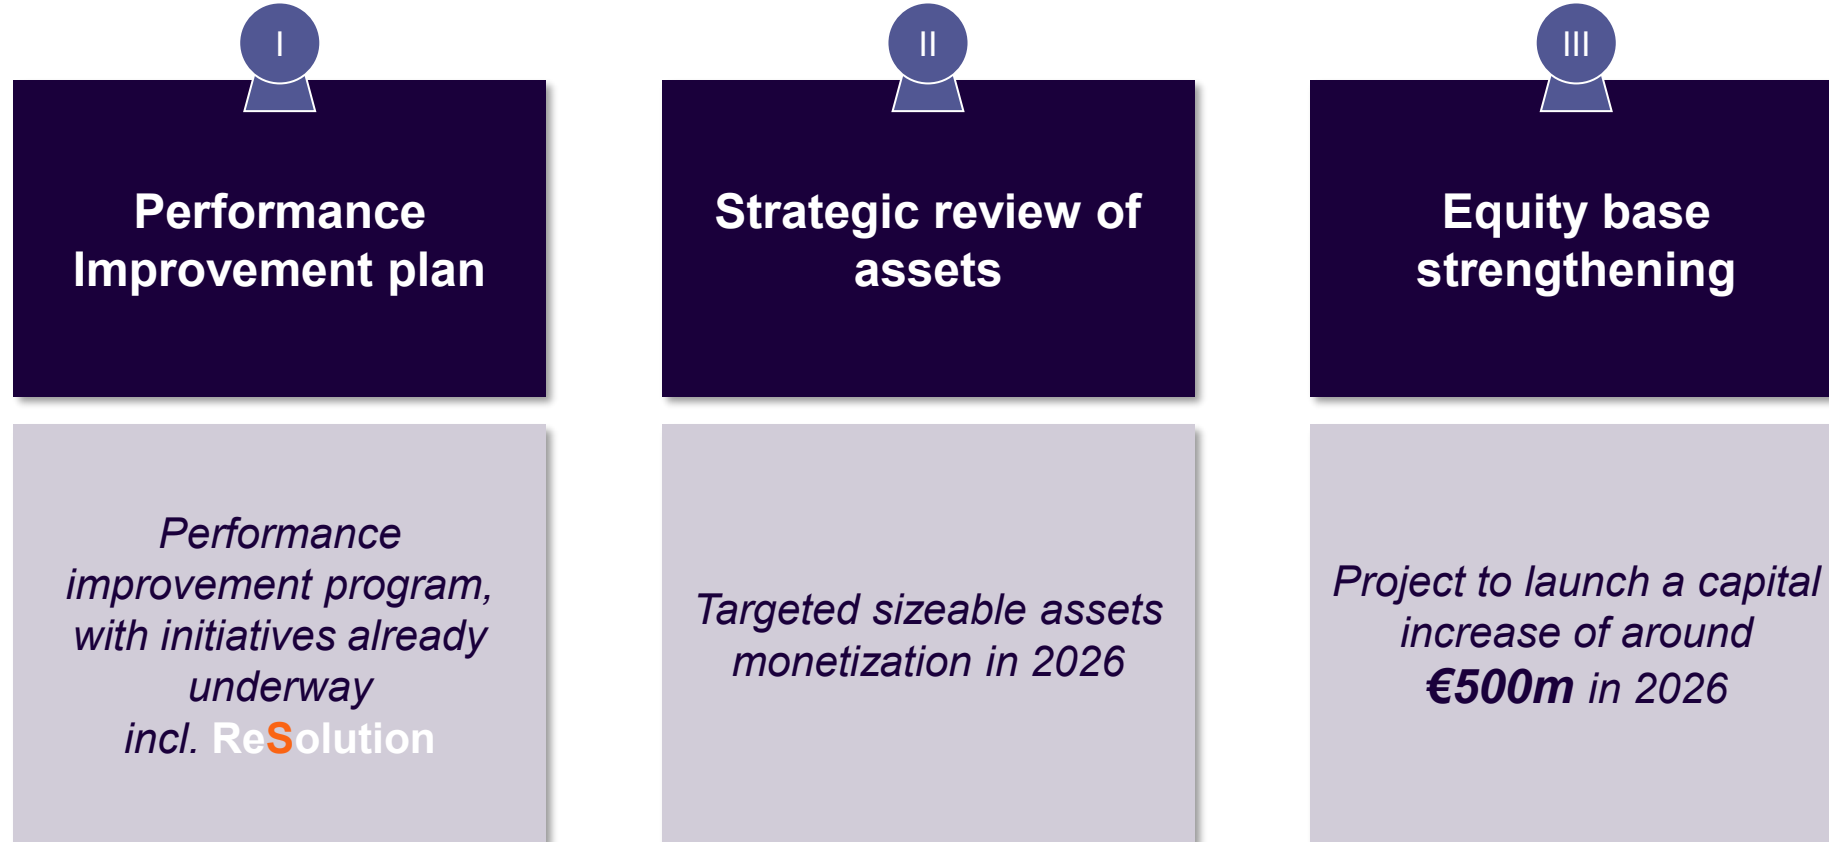 I
Performance
Improvement plan
Performance
improvement program,
with initiatives already
underway
incl. ReSolution
II
Strategic review of
assets
Targeted sizeable assets
monetization in 2026
III
Equity base
strengthening
Project to launch a capital
increase of around
€500m in 2026